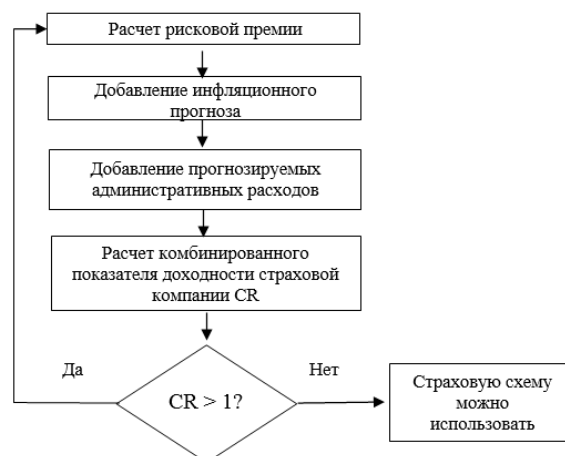 Расчет рисковой премии
Добавление инфляционного
прогноза
Добавление прогнозируемых
административных расходов
Расчет комбинированного
показателя доходности страховой
компании CR
Да
CR > 1?
Нет
Страховую схему
можно
использовать